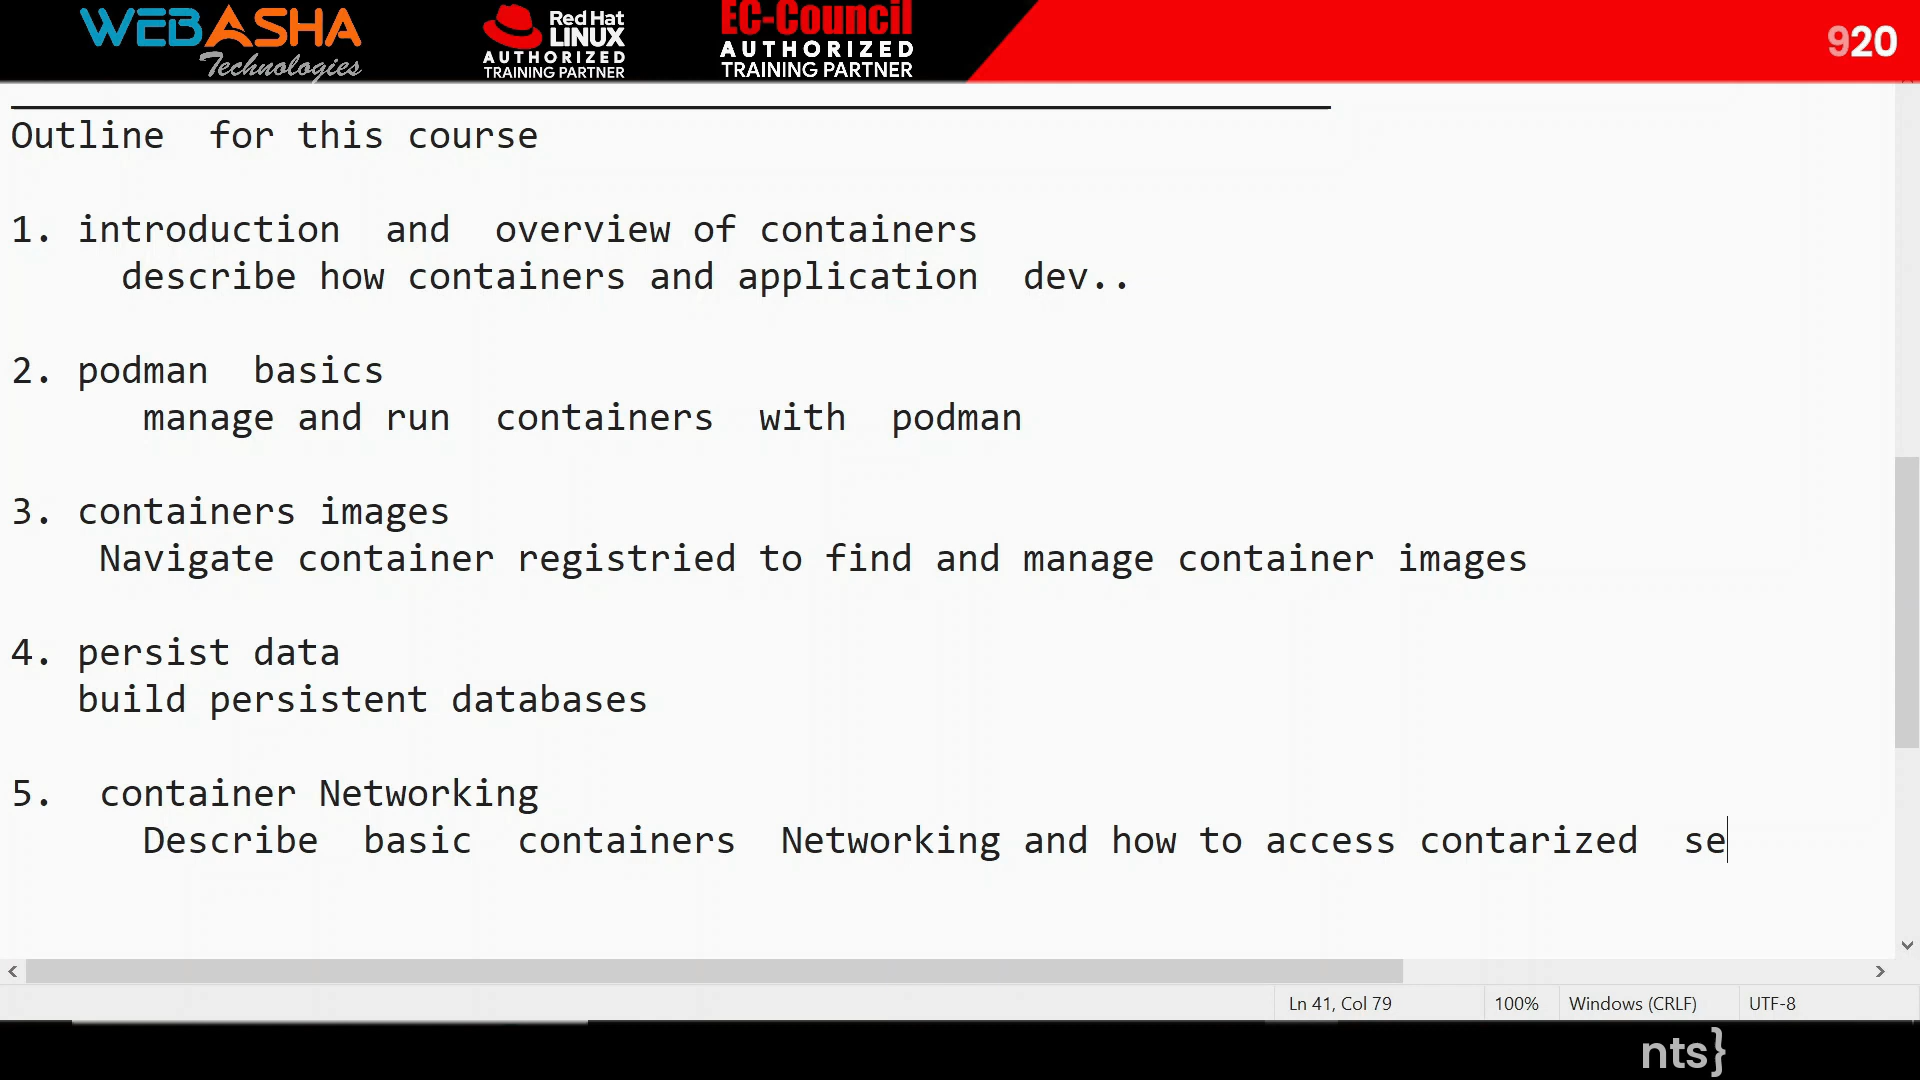 WEBASHA
Technologies
Red Hat
LINUX
AUTHORIZED
TRAINING PARTNER
EC-Council
AUTHORIZED
TRAINING PARTNER
920
Outline  for this course
1. introduction  and  overview of containers
describe how containers and application  dev..
2. podman  basics
manage and run  containers  with  podman
3. containers images
Navigate container registried to find and manage container images
4. persist data
build persistent databases
5.  container Networking
Describe  basic  containers  Networking and how to access contarized  se
Ln 41, Col 79
100%
Windows (CRLF)
UTF-8
nts}